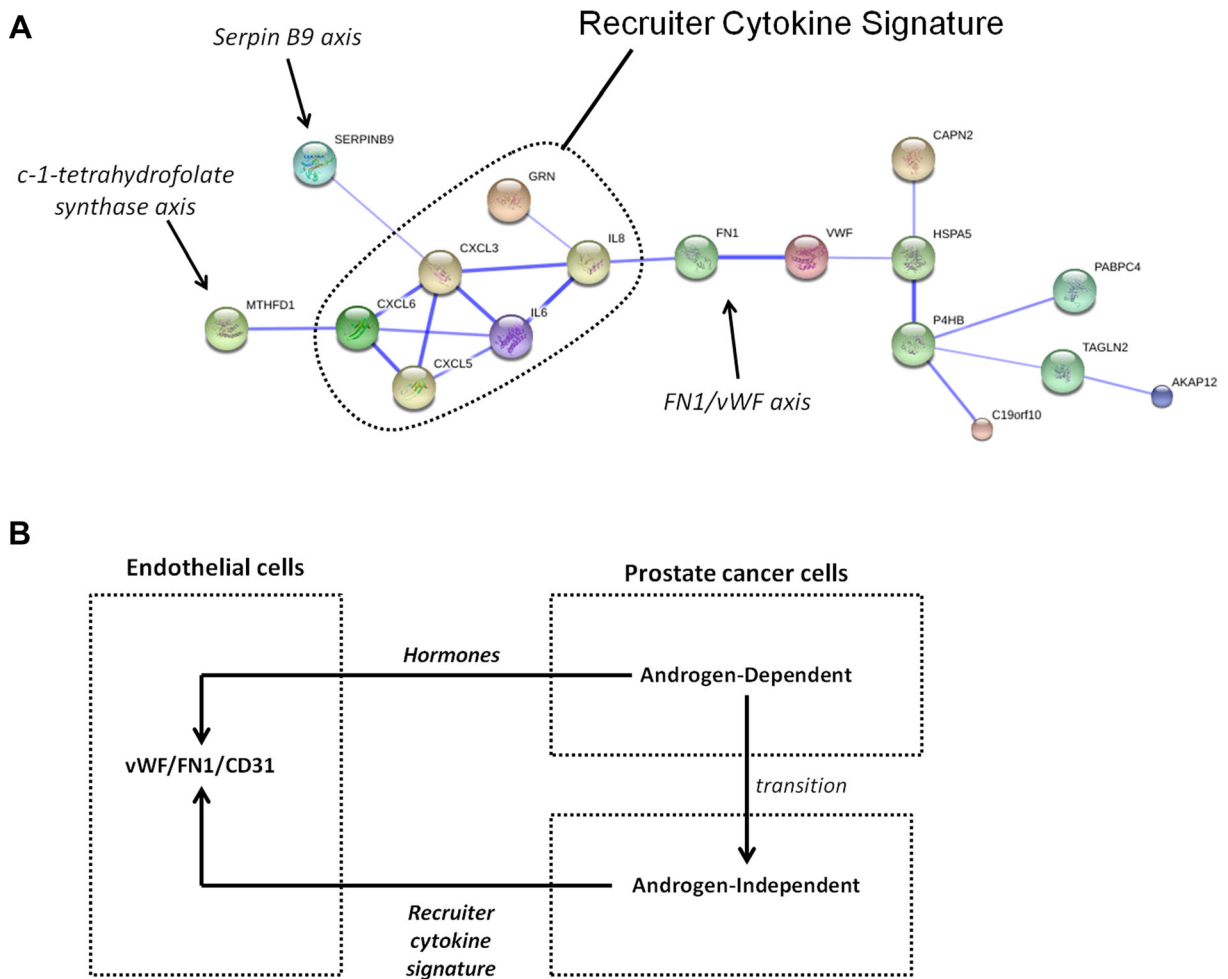 A
Recruiter Cytokine Signature
Serpin B9 axis
SERPINB9
CAPN2
c-1-tetrahydrofolate
synthase axis
GRN
CXCL3
IL8
FN1
VWF
HSPA5
PABPC4
MTHFD1
CXCL6
IL6
P4HB
CXCL5
TAGLN2
AKAP12
FN1/vWF axis
C19orf10
B
Endothelial cells
Prostate cancer cells
Hormones
Androgen-Dependent
vWF/FN1/CD31
transition
Androgen-Independent
Recruiter
cytokine
signature